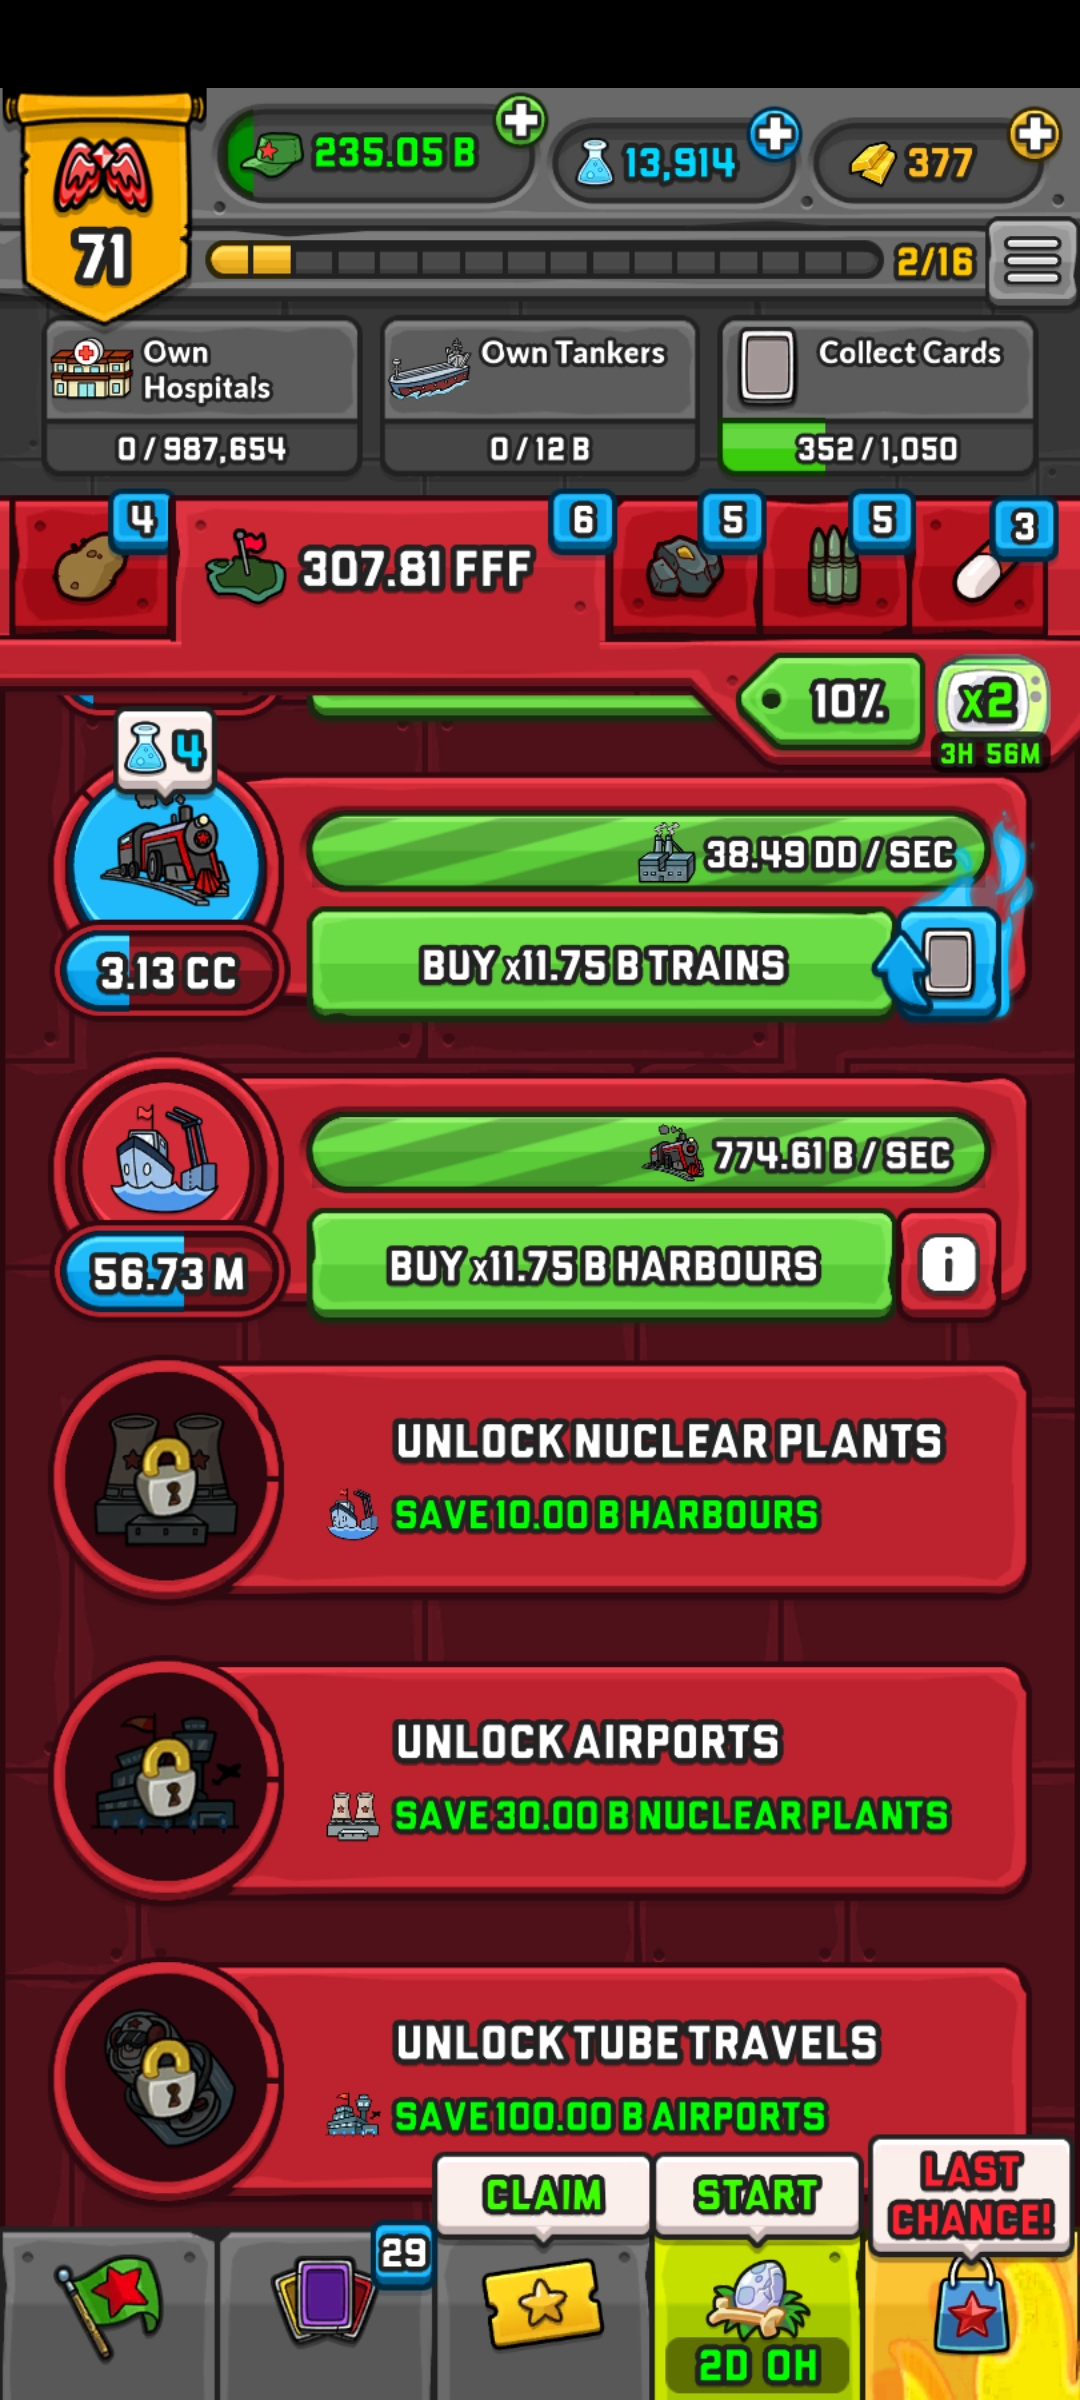 71
235.05 B
13,914
377
2/16
Own
Hospitals
0 / 987,654
Own Tankers
0 / 12 B
Collect Cards
352 / 1,050
4
307.81 FFF
6
5
5
3
10%
x2
3H 56M
4
38.49 DD / SEC
3.13 CC
BUY x11.75 B TRAINS
774.61 B / SEC
56.73 M
BUY x11.75 B HARBOURS
i
UNLOCK NUCLEAR PLANTS
SAVE 10.00 B HARBOURS
UNLOCK AIRPORTS
SAVE 30.00 B NUCLEAR PLANTS
UNLOCK TUBE TRAVELS
SAVE 100.00 B AIRPORTS
CLAIM
START
LAST
CHANCE!
29
2D 0H